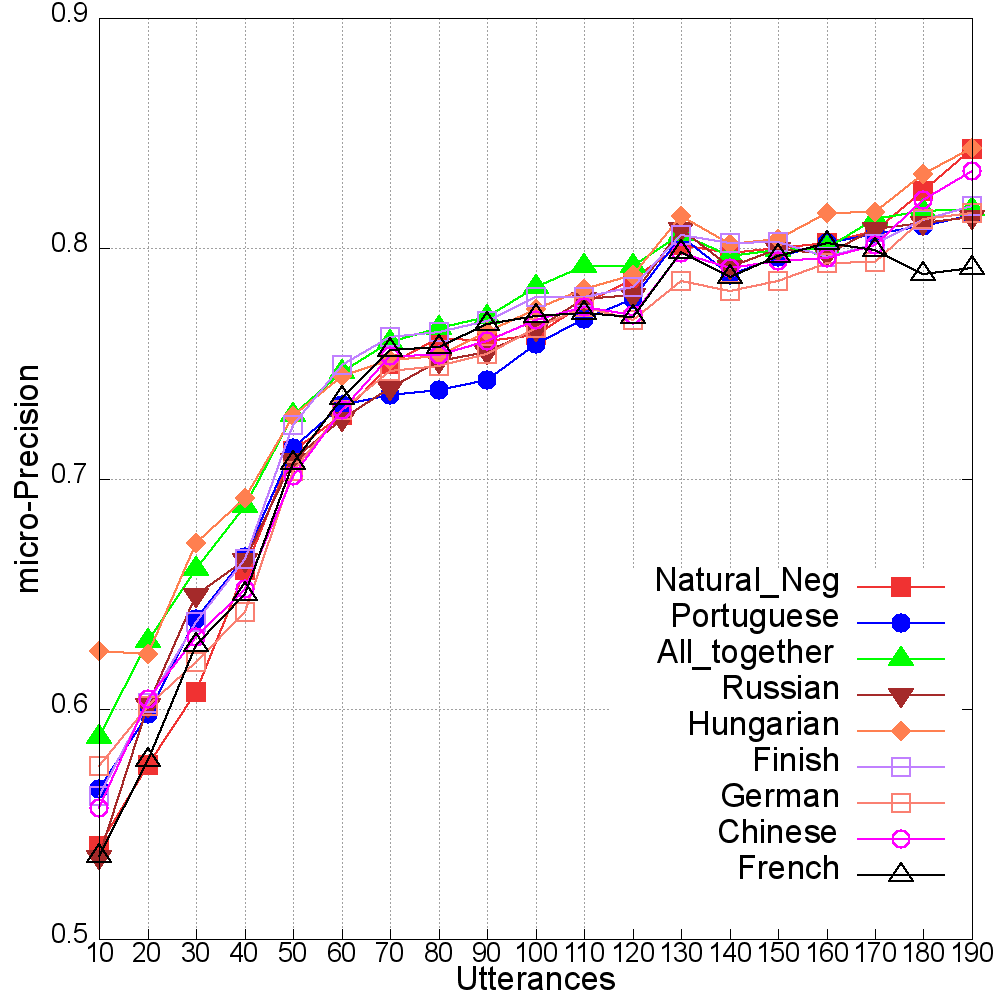 0.9
0.8
0.7
0.6
0.5
micro-Precision
Natural_Neg
Portuguese
All_together
Russian
Hungarian
Finish
German
Chinese
French
10 20 30 40 50 60 70 80 90 100 110 120 130 140 150 160 170 180 190
Utterances